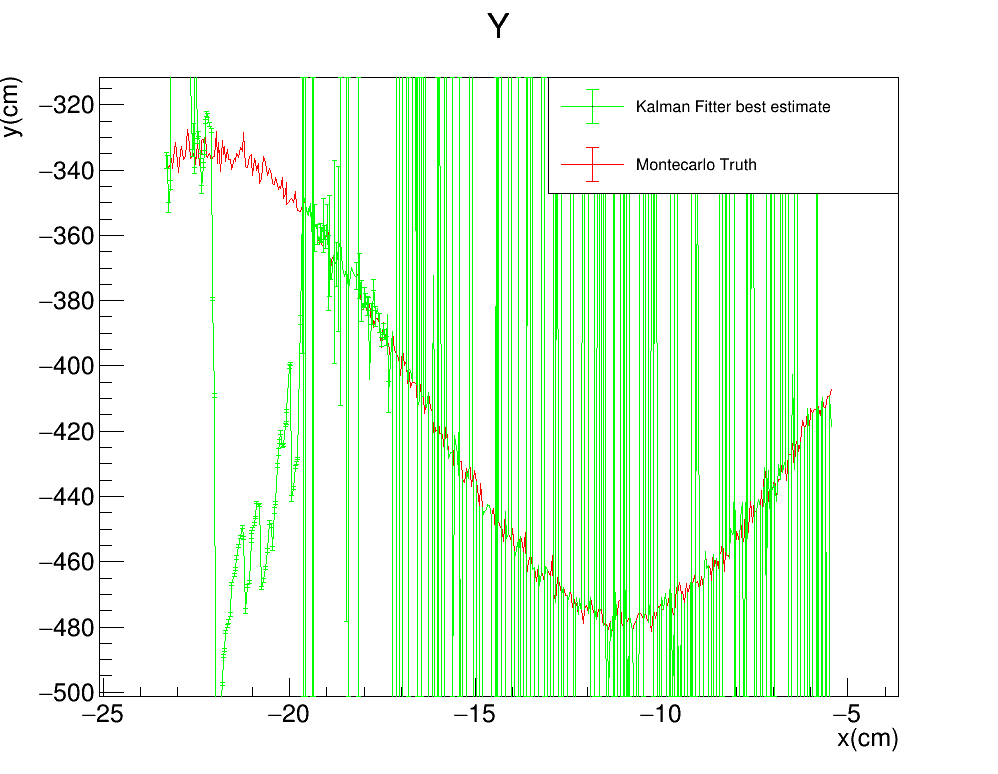 Y
y(cm)
Kalman Fitter best estimate
Montecarlo Truth
−320
−340
−360
−380
−400
−420
−440
−460
−480
−500
−25 −20 −15 −10 −5
x(cm)